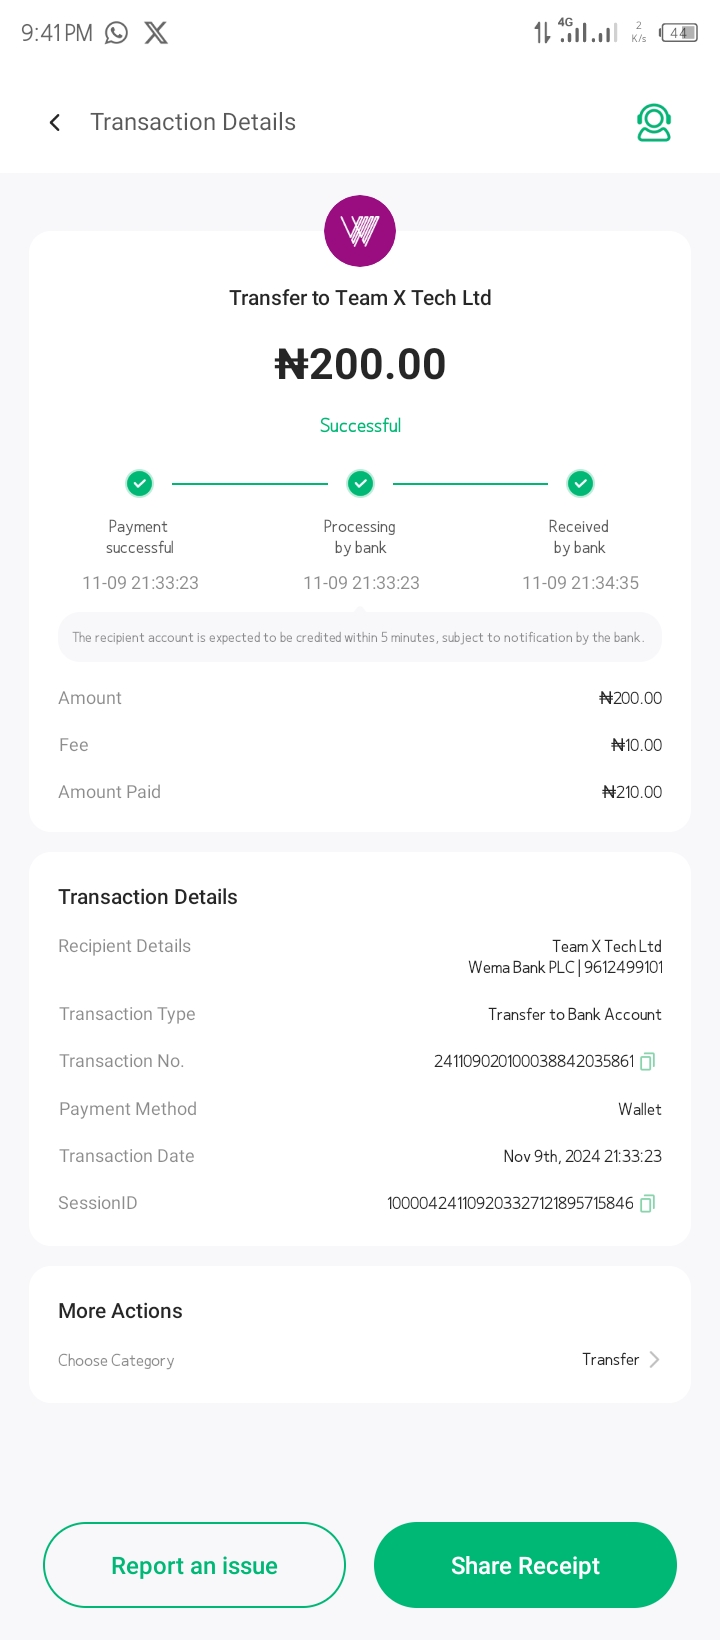 9:41 PM
4G
2
K/s
44
Transaction Details
Transfer to Team X Tech Ltd
₦200.00
Successful
Payment
successful
Processing
by bank
Received
by bank
11-09 21:33:23
11-09 21:33:23
11-09 21:34:35
The recipient account is expected to be credited within 5 minutes, subject to notification by the bank.
Amount ₦200.00
Fee ₦10.00
Amount Paid ₦210.00
Transaction Details
Recipient Details Team X Tech Ltd
Wema Bank PLC | 9612499101
Transaction Type Transfer to Bank Account
Transaction No. 241109020100038842035861
Payment Method Wallet
Transaction Date Nov 9th, 2024 21:33:23
SessionID 100004241109203327121895715846
More Actions
Choose Category Transfer
Report an issue
Share Receipt